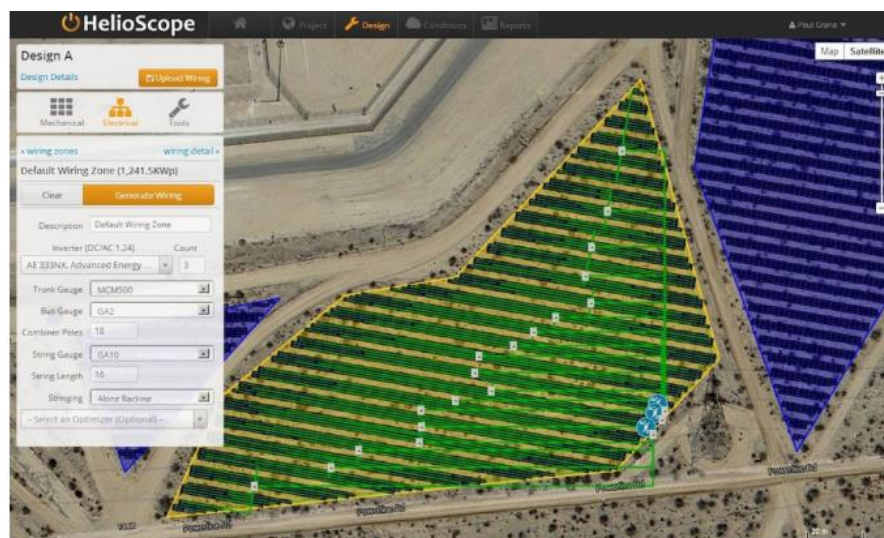 HelioScope
Project
Design
Conditions
Reports
Paul Grana
Design A
Design Details
Upload Wiring
Mechanical
Electrical
Tools
« wiring zones
wiring detail »
Default Wiring Zone (1,241.5KWp)
Clear
Generate Wiring
Description
Default Wiring Zone
Inverter (DC/AC 1.24)
Count
AE 333NX, Advanced Energy ...
3
Trunk Gauge
MCM500
Bus Gauge
GA2
Combiner Poles
18
String Gauge
GA10
String Length
16
Stringing
Along Racking
– Select an Optimizer (Optional) –
Map
Satellite
Powerline Rd
Powerline Rd
Powerline Rd
Powerline Rd
20 m